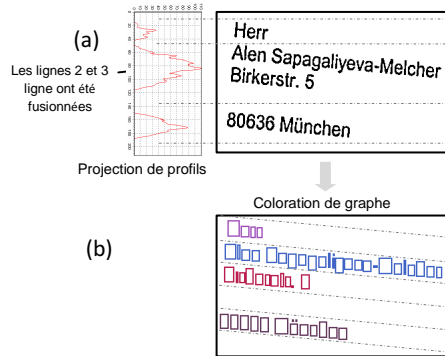 (a)
Les lignes 2 et 3
ligne ont été
fusionnées
Projection de profils
Herr
Alen Sapagaliyeva-Melcher
Birkerstr. 5
80636 München
Coloration de graphe
(b)